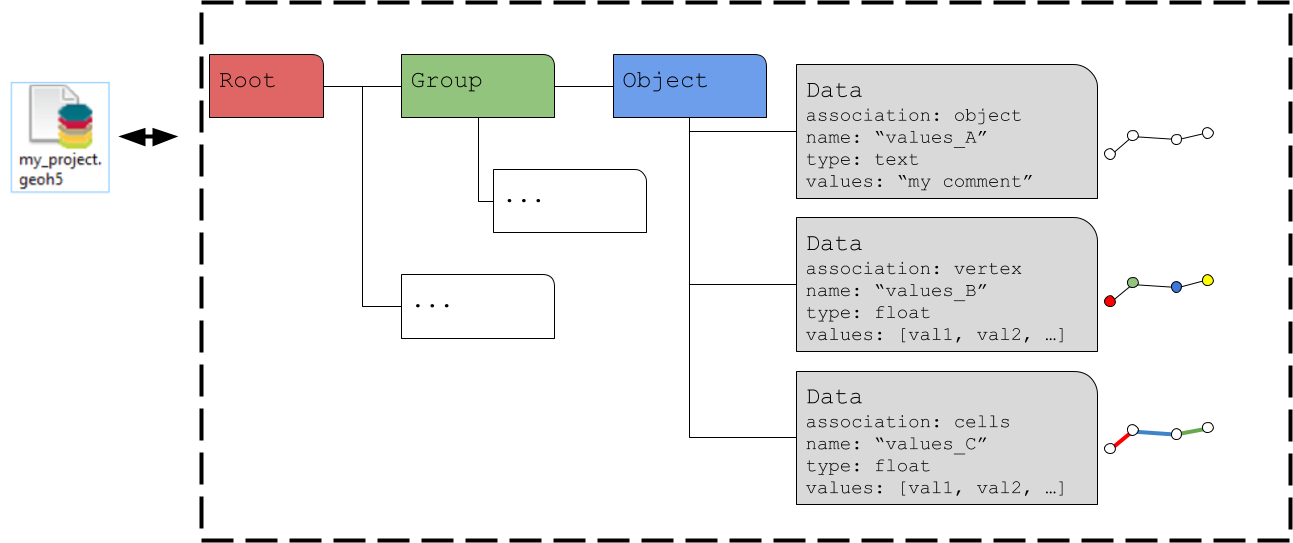 my_project.
geoh5
Root
Group
Object
...
...
Data
association: object
name: “values_A”
type: text
values: “my comment”
Data
association: vertex
name: “values_B”
type: float
values: [val1, val2, …]
Data
association: cells
name: “values_C”
type: float
values: [val1, val2, …]